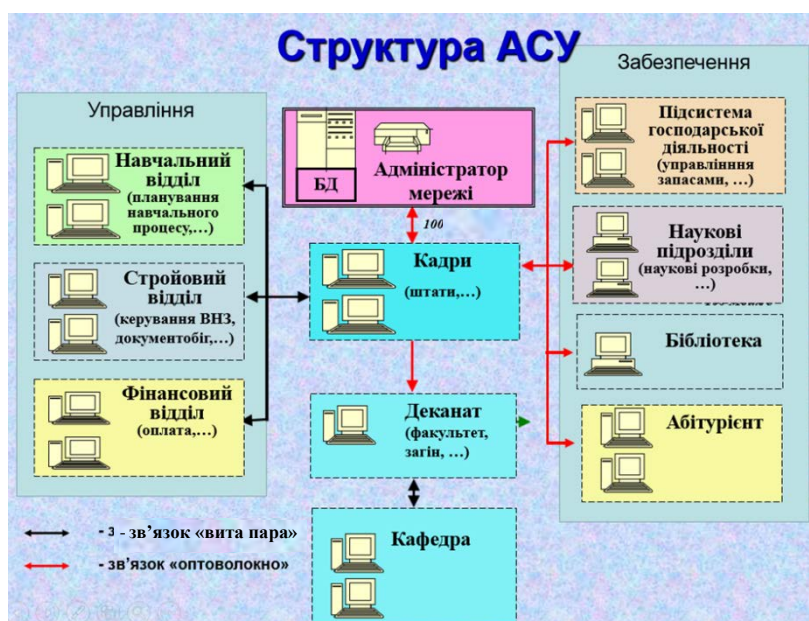 Структура АСУ
Управління
Навчальний
відділ
(планування
навчального
процесу,...)
Стройовий
відділ
(керування ВНЗ,
документобіг,...)
Фінансовий
відділ
(оплата,...)
БД
Адміністратор
мережі
100
Кадри
(штати,...)
Деканат
(факультет,
загін, ...)
Кафедра
Забезпечення
Підсистема
господарської
діяльності
(управлінння
запасами, ...)
Наукові
підрозділи
(наукові розробки,
...)
Бібліотека
Абітурієнт
- з - зв’язок «вита пара»
- зв’язок «оптоволокно»